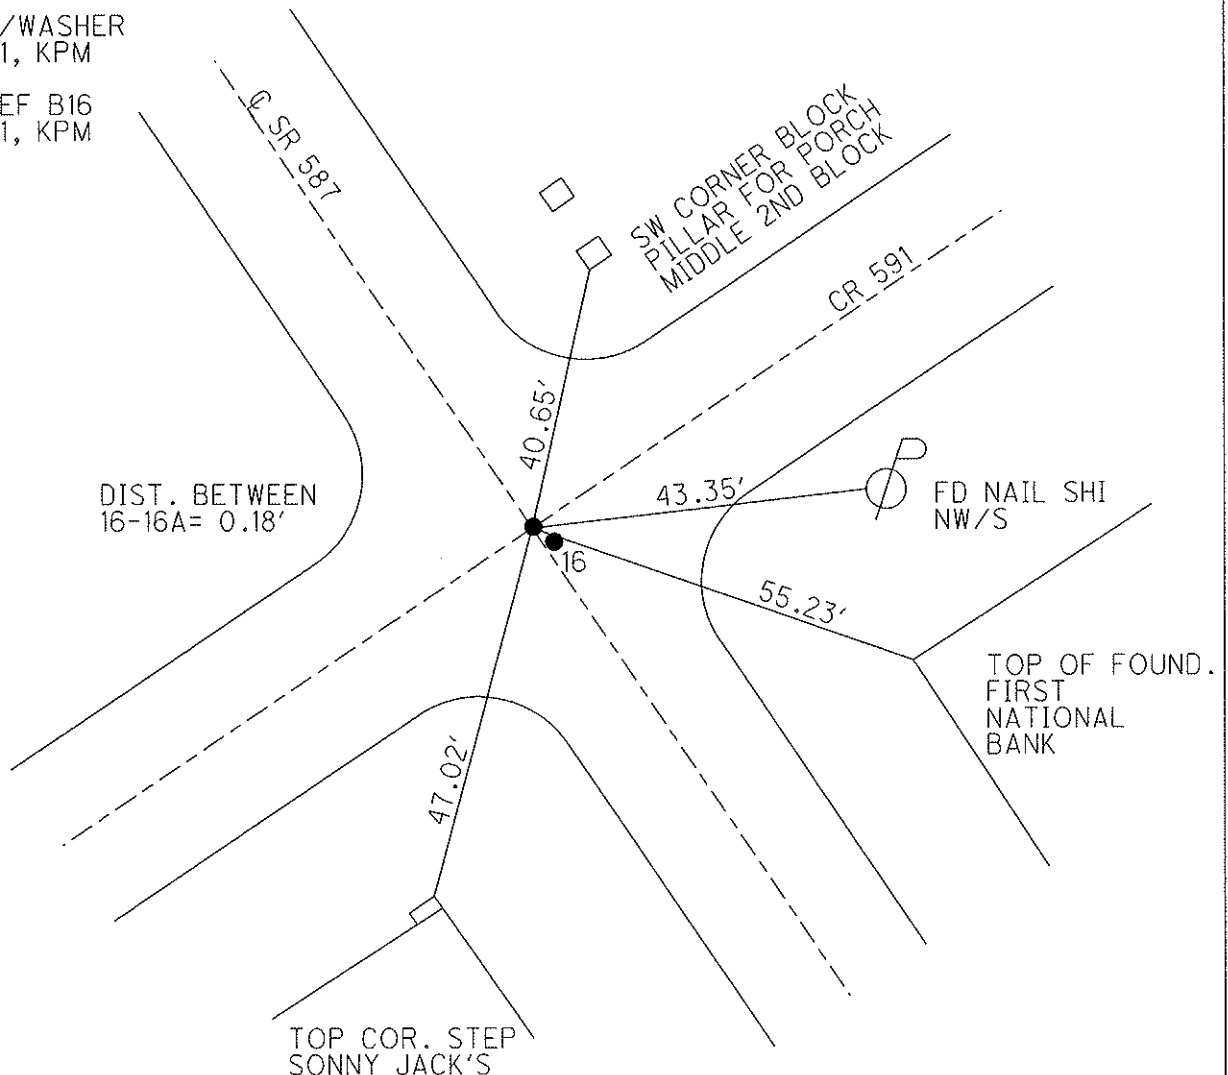 /WASHER
1, KPM
EF B16
1, KPM
℄ SR 587
SW CORNER BLOCK
PILLAR FOR PORCH
MIDDLE 2ND BLOCK
CR 591
40.65'
DIST. BETWEEN
16-16A= 0.18'
43.35'
FD NAIL SHI
NW/S
16
55.23'
TOP OF FOUND.
FIRST
NATIONAL
BANK
47.02'
TOP COR. STEP
SONNY JACK'S